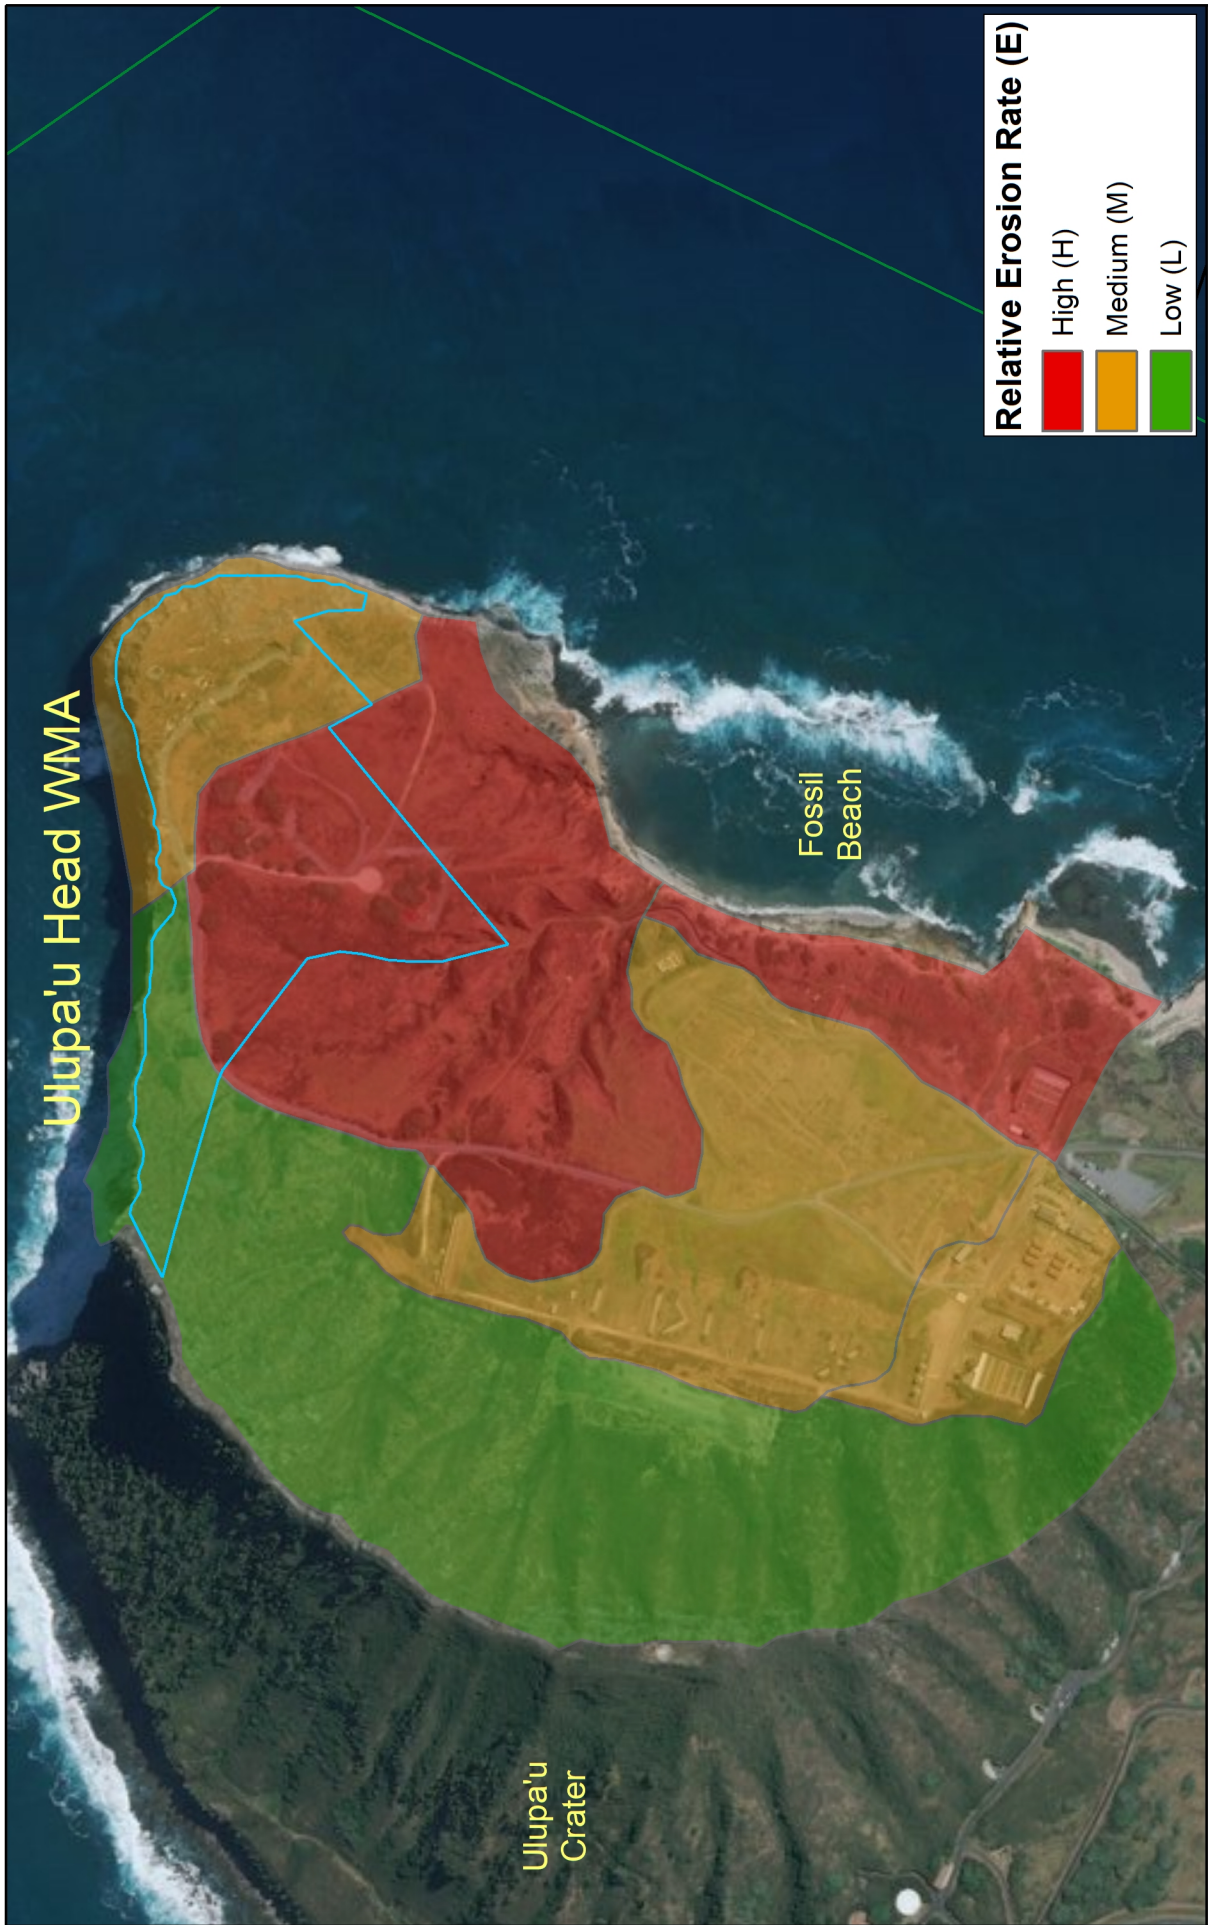 Ulupa'u Head WMA
Ulupa'u
Crater
Fossil
Beach
Relative Erosion Rate (E)
High (H)
Medium (M)
Low (L)